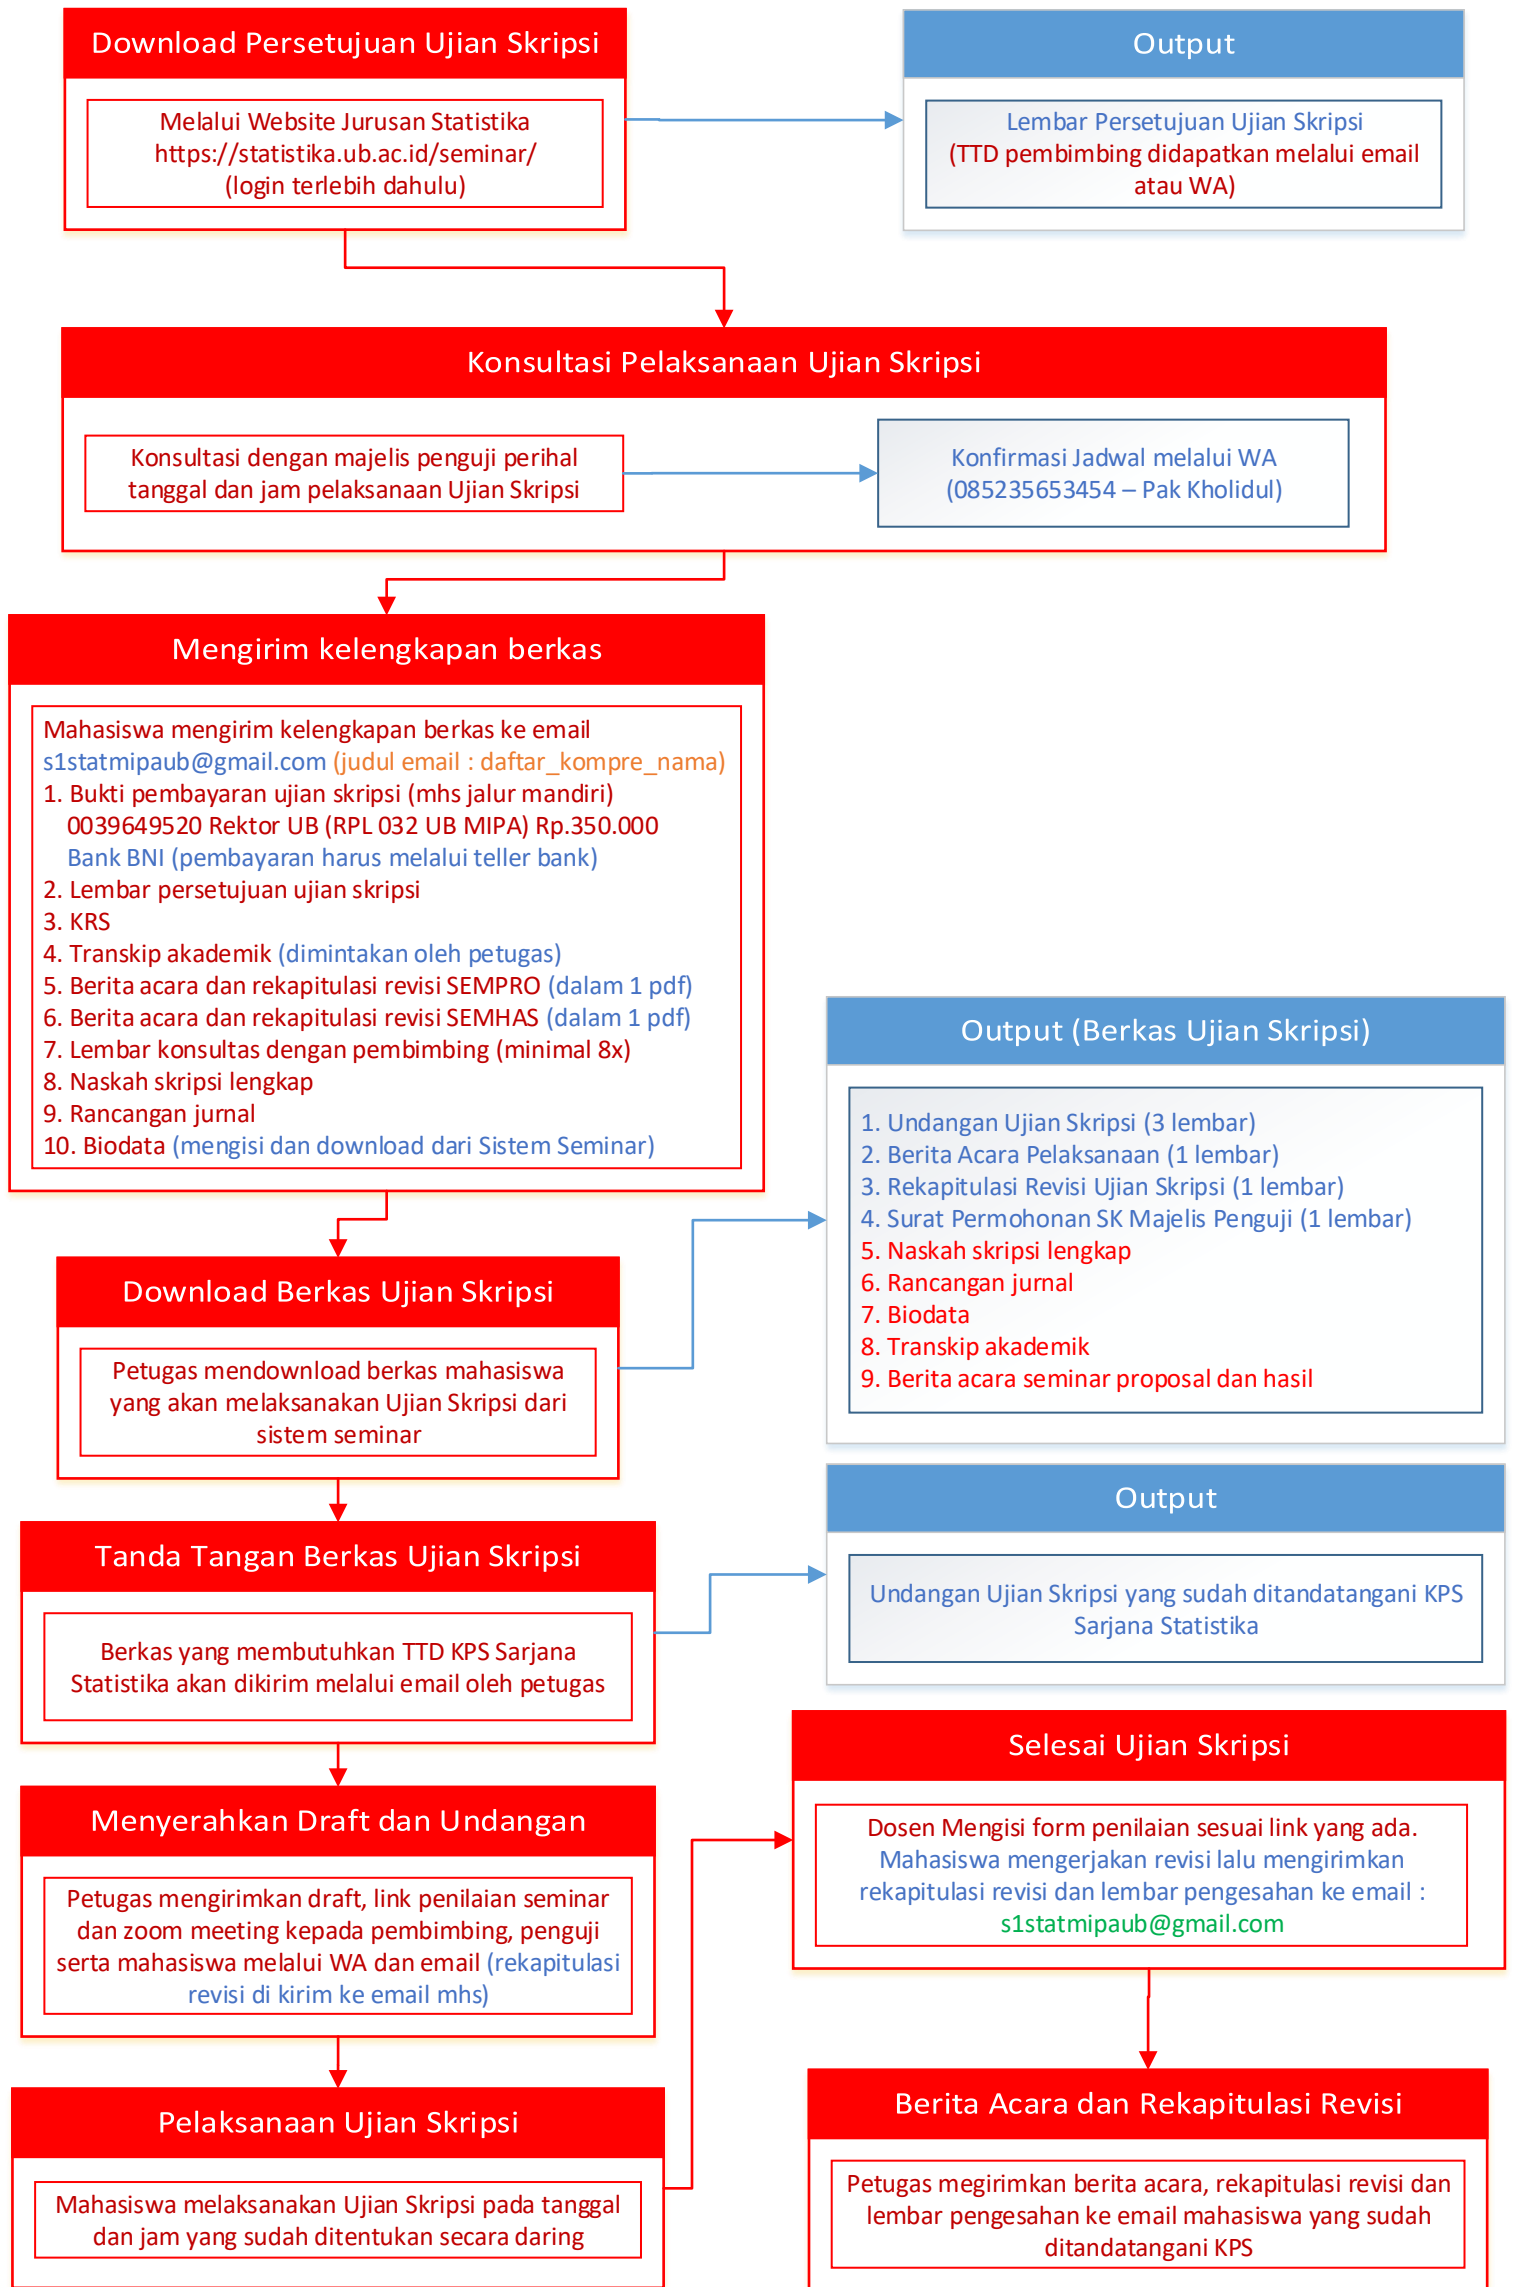 Download Persetujuan Ujian Skripsi
Melalui Website Jurusan Statistika
https://statistika.ub.ac.id/seminar/
(login terlebih dahulu)
Output
Lembar Persetujuan Ujian Skripsi
(TTD pembimbing didapatkan melalui email
atau WA)
Konsultasi Pelaksanaan Ujian Skripsi
Konsultasi dengan majelis penguji perihal
tanggal dan jam pelaksanaan Ujian Skripsi
Konfirmasi Jadwal melalui WA
(085235653454 – Pak Kholidul)
Mengirim kelengkapan berkas
Mahasiswa mengirim kelengkapan berkas ke email
s1statmipaub@gmail.com (judul email : daftar_kompre_nama)
1. Bukti pembayaran ujian skripsi (mhs jalur mandiri)
0039649520 Rektor UB (RPL 032 UB MIPA) Rp.350.000
Bank BNI (pembayaran harus melalui teller bank)
2. Lembar persetujuan ujian skripsi
3. KRS
4. Transkip akademik (dimintakan oleh petugas)
5. Berita acara dan rekapitulasi revisi SEMPRO (dalam 1 pdf)
6. Berita acara dan rekapitulasi revisi SEMHAS (dalam 1 pdf)
7. Lembar konsultas dengan pembimbing (minimal 8x)
8. Naskah skripsi lengkap
9. Rancangan jurnal
10. Biodata (mengisi dan download dari Sistem Seminar)
Output (Berkas Ujian Skripsi)
1. Undangan Ujian Skripsi (3 lembar)
2. Berita Acara Pelaksanaan (1 lembar)
3. Rekapitulasi Revisi Ujian Skripsi (1 lembar)
4. Surat Permohonan SK Majelis Penguji (1 lembar)
5. Naskah skripsi lengkap
6. Rancangan jurnal
7. Biodata
8. Transkip akademik
9. Berita acara seminar proposal dan hasil
Download Berkas Ujian Skripsi
Petugas mendownload berkas mahasiswa
yang akan melaksanakan Ujian Skripsi dari
sistem seminar
Tanda Tangan Berkas Ujian Skripsi
Berkas yang membutuhkan TTD KPS Sarjana
Statistika akan dikirim melalui email oleh petugas
Output
Undangan Ujian Skripsi yang sudah ditandatangani KPS
Sarjana Statistika
Menyerahkan Draft dan Undangan
Petugas mengirimkan draft, link penilaian seminar
dan zoom meeting kepada pembimbing, penguji
serta mahasiswa melalui WA dan email (rekapitulasi
revisi di kirim ke email mhs)
Pelaksanaan Ujian Skripsi
Mahasiswa melaksanakan Ujian Skripsi pada tanggal
dan jam yang sudah ditentukan secara daring
Selesai Ujian Skripsi
Dosen Mengisi form penilaian sesuai link yang ada.
Mahasiswa mengerjakan revisi lalu mengirimkan
rekapitulasi revisi dan lembar pengesahan ke email :
s1statmipaub@gmail.com
Berita Acara dan Rekapitulasi Revisi
Petugas megirimkan berita acara, rekapitulasi revisi dan
lembar pengesahan ke email mahasiswa yang sudah
ditandatangani KPS